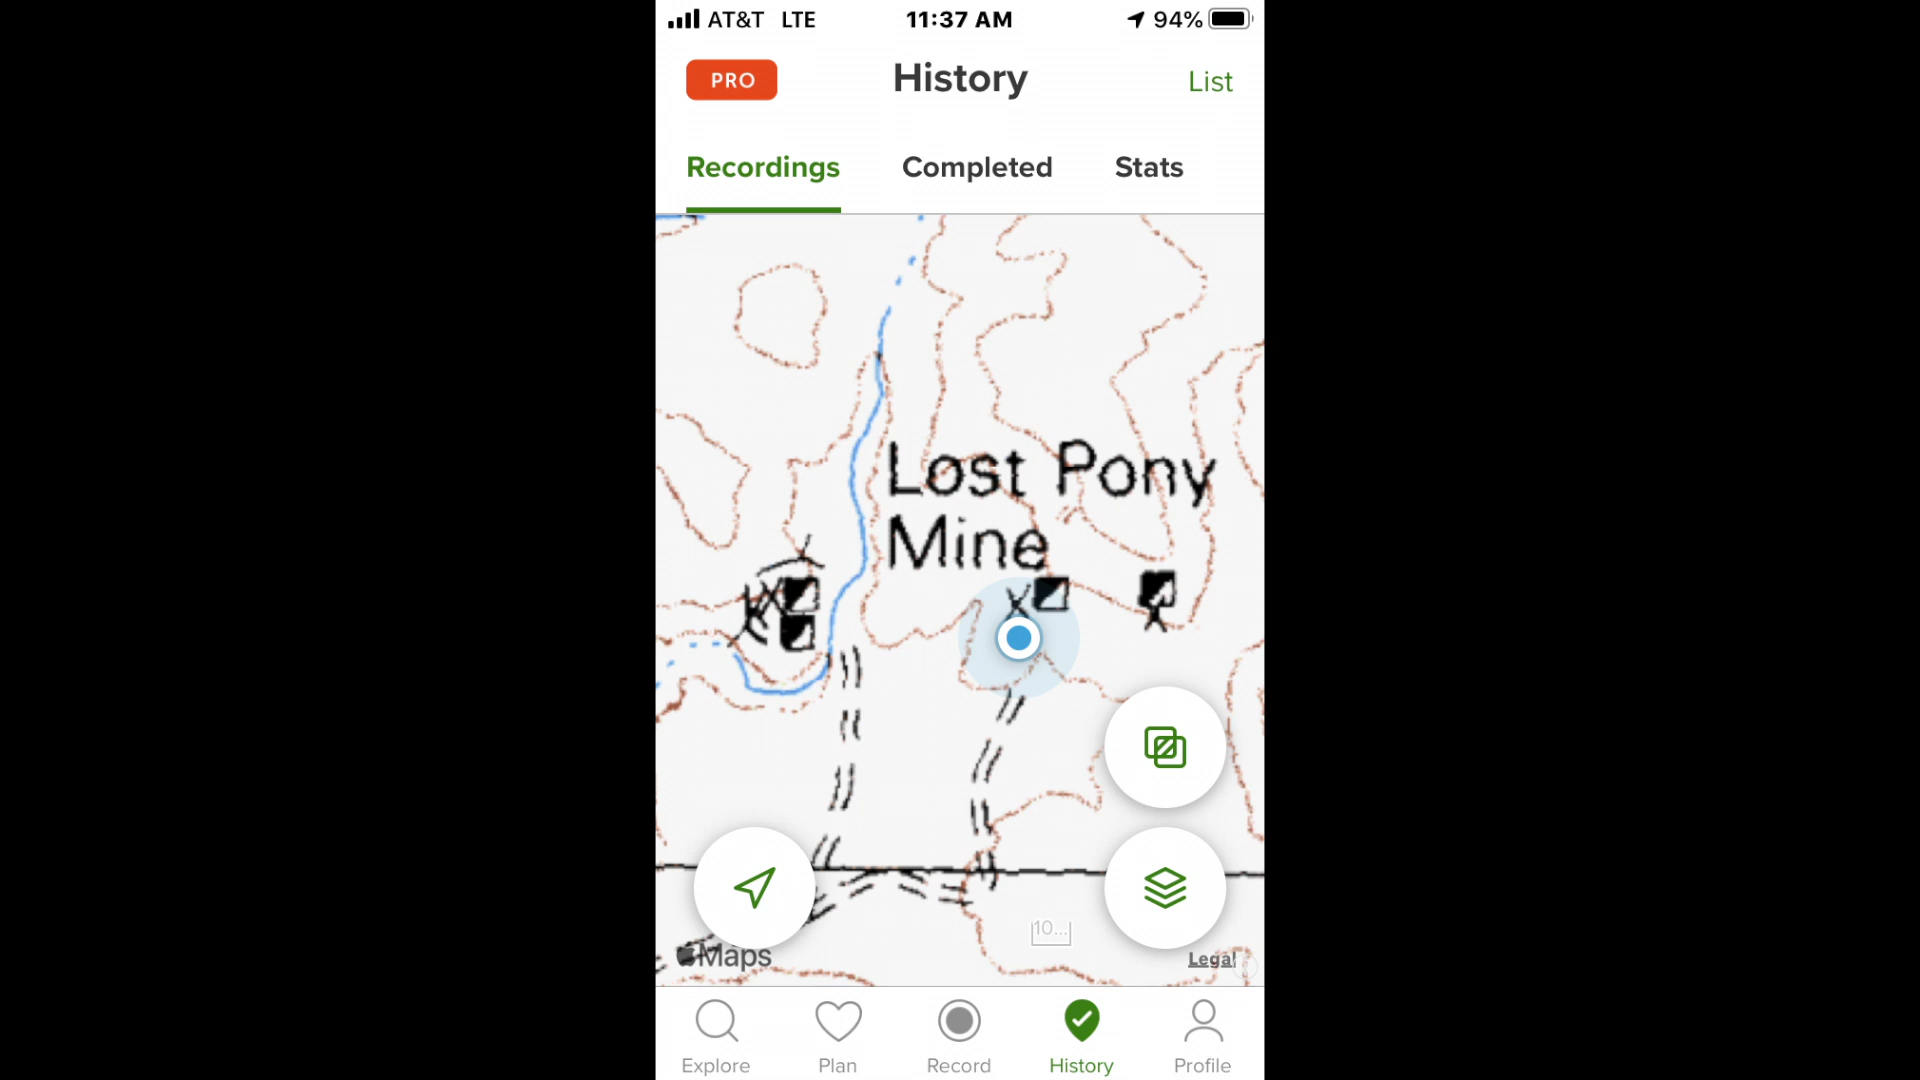 AT&T LTE 11:37 AM 94%
PRO History List
Recordings Completed Stats
Lost Pony
Mine
10...
Maps
Legal
Explore Plan Record History Profile